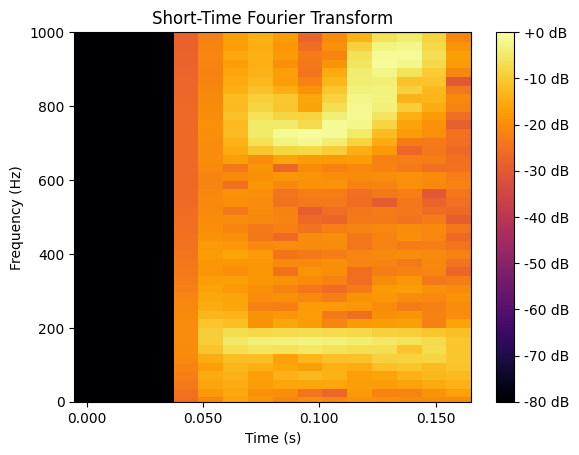 Short-Time Fourier Transform
1000
800
600
400
200
0
Frequency (Hz)
0.000
0.050
0.100
0.150
Time (s)
+0 dB
-10 dB
-20 dB
-30 dB
-40 dB
-50 dB
-60 dB
-70 dB
-80 dB